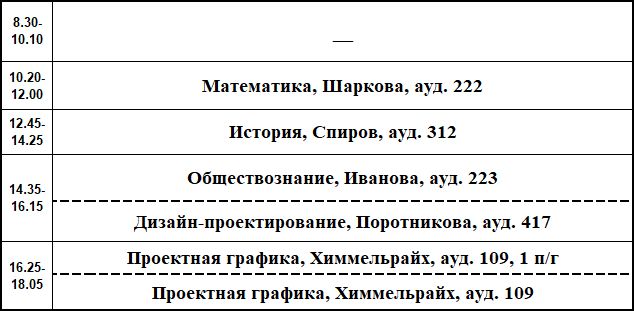 8.30-
10.10
—
10.20-
12.00
Математика, Шаркова, ауд. 222
12.45-
14.25
История, Спиров, ауд. 312
14.35-
16.15
Обществознание, Иванова, ауд. 223
Дизайн-проектирование, Поротникова, ауд. 417
16.25-
18.05
Проектная графика, Химмельрайх, ауд. 109, 1 п/г
Проектная графика, Химмельрайх, ауд. 109